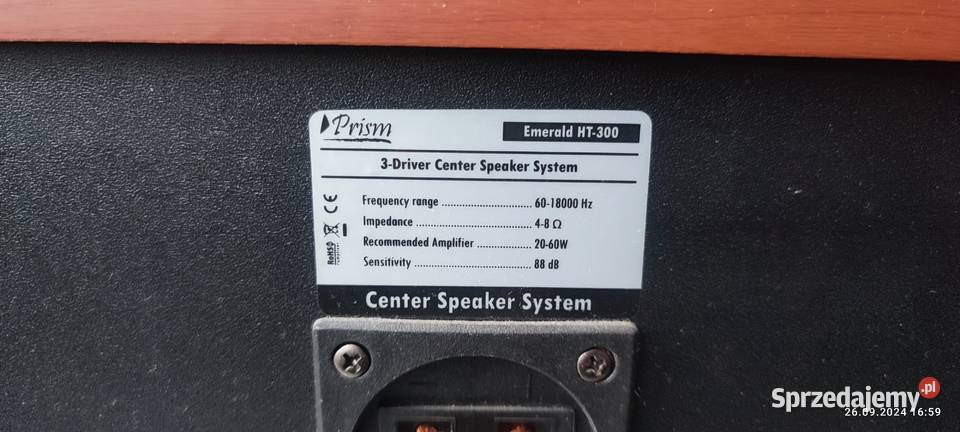 Prism
Emerald HT-300
3-Driver Center Speaker System
Frequency range ................................ 60-18000 Hz
Impedance ......................................... 4-8 Ω
Recommended Amplifier ................... 20-60W
Sensitivity .......................................... 88 dB
CE
RoHSO
Center Speaker System
Sprzedajemy.pl
26.09.2024 16:59